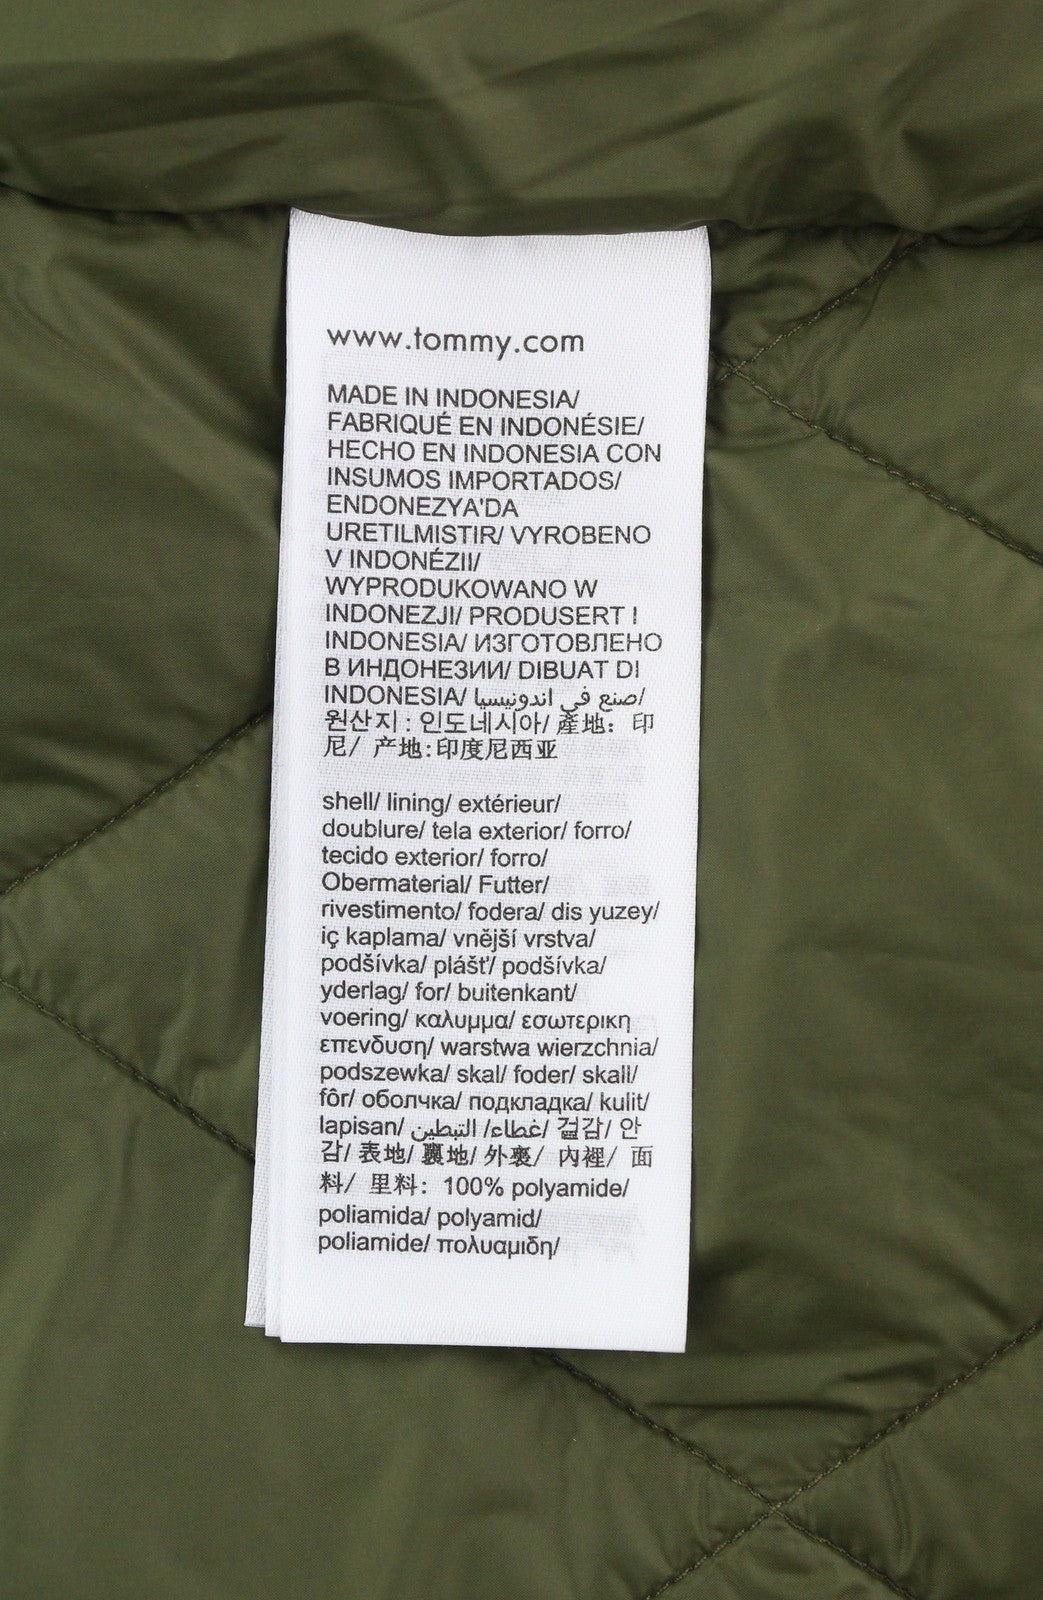 www.tommy.com
MADE IN INDONESIA/
FABRIQUÉ EN INDONÉSIE/
HECHO EN INDONESIA CON
INSUMOS IMPORTADOS/
ENDONEZYA'DA
URETILMISTIR/ VYROBENO
V INDONÉZII/
WYPRODUKOWANO W
INDONEZJI/ PRODUSERT I
INDONESIA/ ИЗГОТОВЛЕНО
В ИНДОНЕЗИИ/ DIBUAT DI
INDONESIA/ صنع في اندونيسيا/
원산지 : 인도네시아/ 產地: 印
尼/ 产地:印度尼西亚
shell/ lining/ extérieur/
doublure/ tela exterior/ forro/
tecido exterior/ forro/
Obermaterial/ Futter/
rivestimento/ fodera/ dis yuzey/
iç kaplama/ vnější vrstva/
podšívka/ plášť/ podšívka/
yderlag/ for/ buitenkant/
voering/ καλυμμα/ εσωτερικη
επενδυση/ warstwa wierzchnia/
podszewka/ skal/ foder/ skall/
fôr/ оболчка/ подкладка/ kulit/
lapisan/ غطاء/ التبطين/ 겉감/ 안
감/ 表地/ 裏地/ 外裏/ 內裡/ 面
料/ 里料: 100% polyamide/
poliamida/ polyamid/
poliamide/ πολυαμιδη/